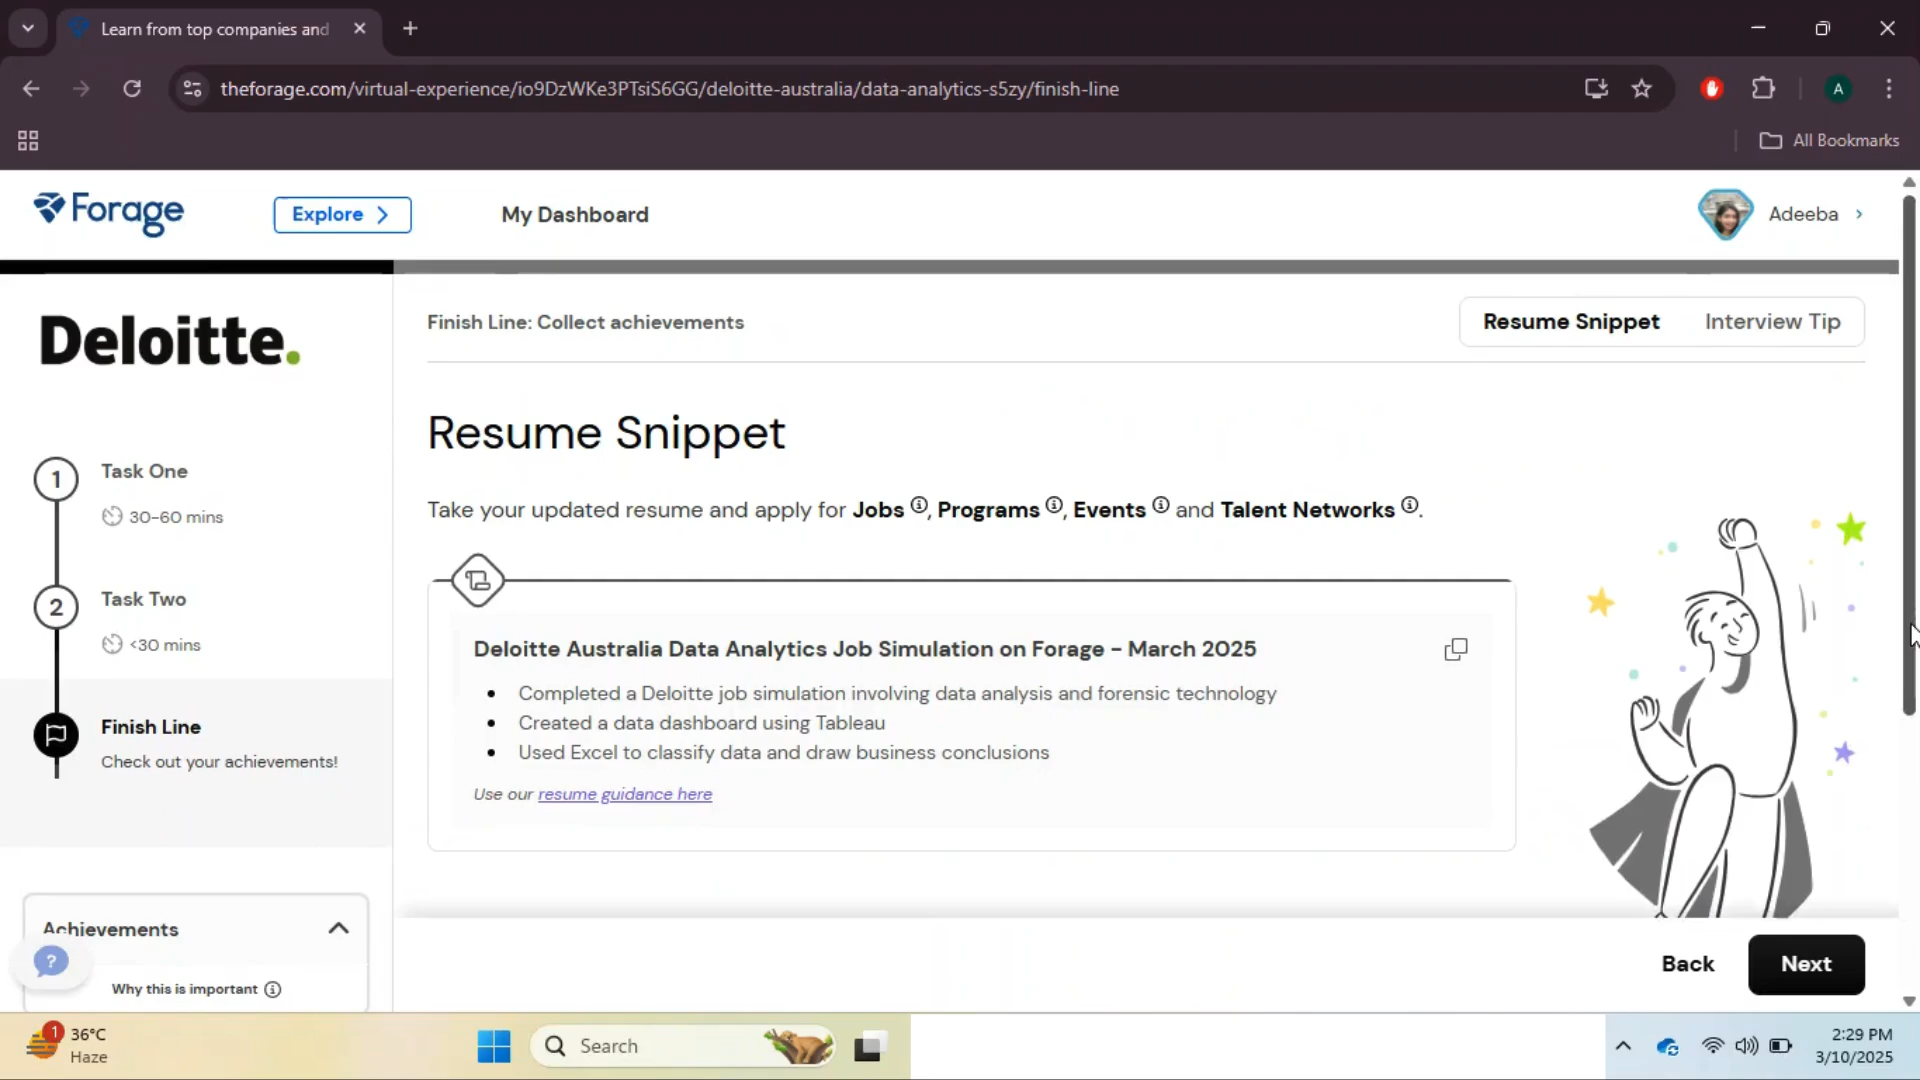 Learn from top companies and
theforage.com/virtual-experience/io9DzWKe3PTsiS6GG/deloitte-australia/data-analytics-s5zy/finish-line
A
All Bookmarks
Forage
Explore
My Dashboard
Adeeba
Deloitte.
Finish Line: Collect achievements
Resume Snippet
Interview Tip
Resume Snippet
Take your updated resume and apply for Jobs, Programs, Events and Talent Networks.
1
Task One
30-60 mins
2
Task Two
<30 mins
Finish Line
Check out your achievements!
Deloitte Australia Data Analytics Job Simulation on Forage - March 2025
• Completed a Deloitte job simulation involving data analysis and forensic technology
• Created a data dashboard using Tableau
• Used Excel to classify data and draw business conclusions
Use our resume guidance here
Achievements
?
Why this is important
Back
Next
1
36°C
Haze
Search
2:29 PM
3/10/2025